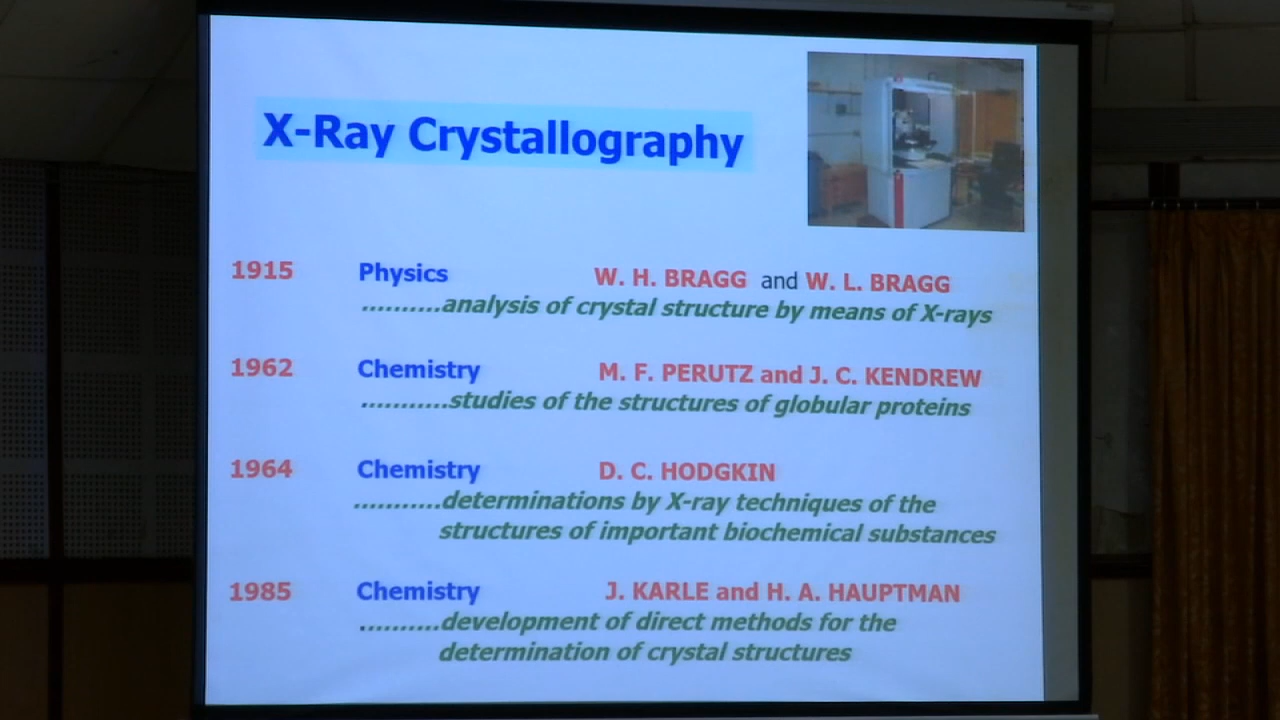 X-Ray Crystallography
1915 Physics W. H. BRAGG and W. L. BRAGG
..........analysis of crystal structure by means of X-rays
1962 Chemistry M. F. PERUTZ and J. C. KENDREW
...........studies of the structures of globular proteins
1964 Chemistry D. C. HODGKIN
...........determinations by X-ray techniques of the
structures of important biochemical substances
1985 Chemistry J. KARLE and H. A. HAUPTMAN
..........development of direct methods for the
determination of crystal structures